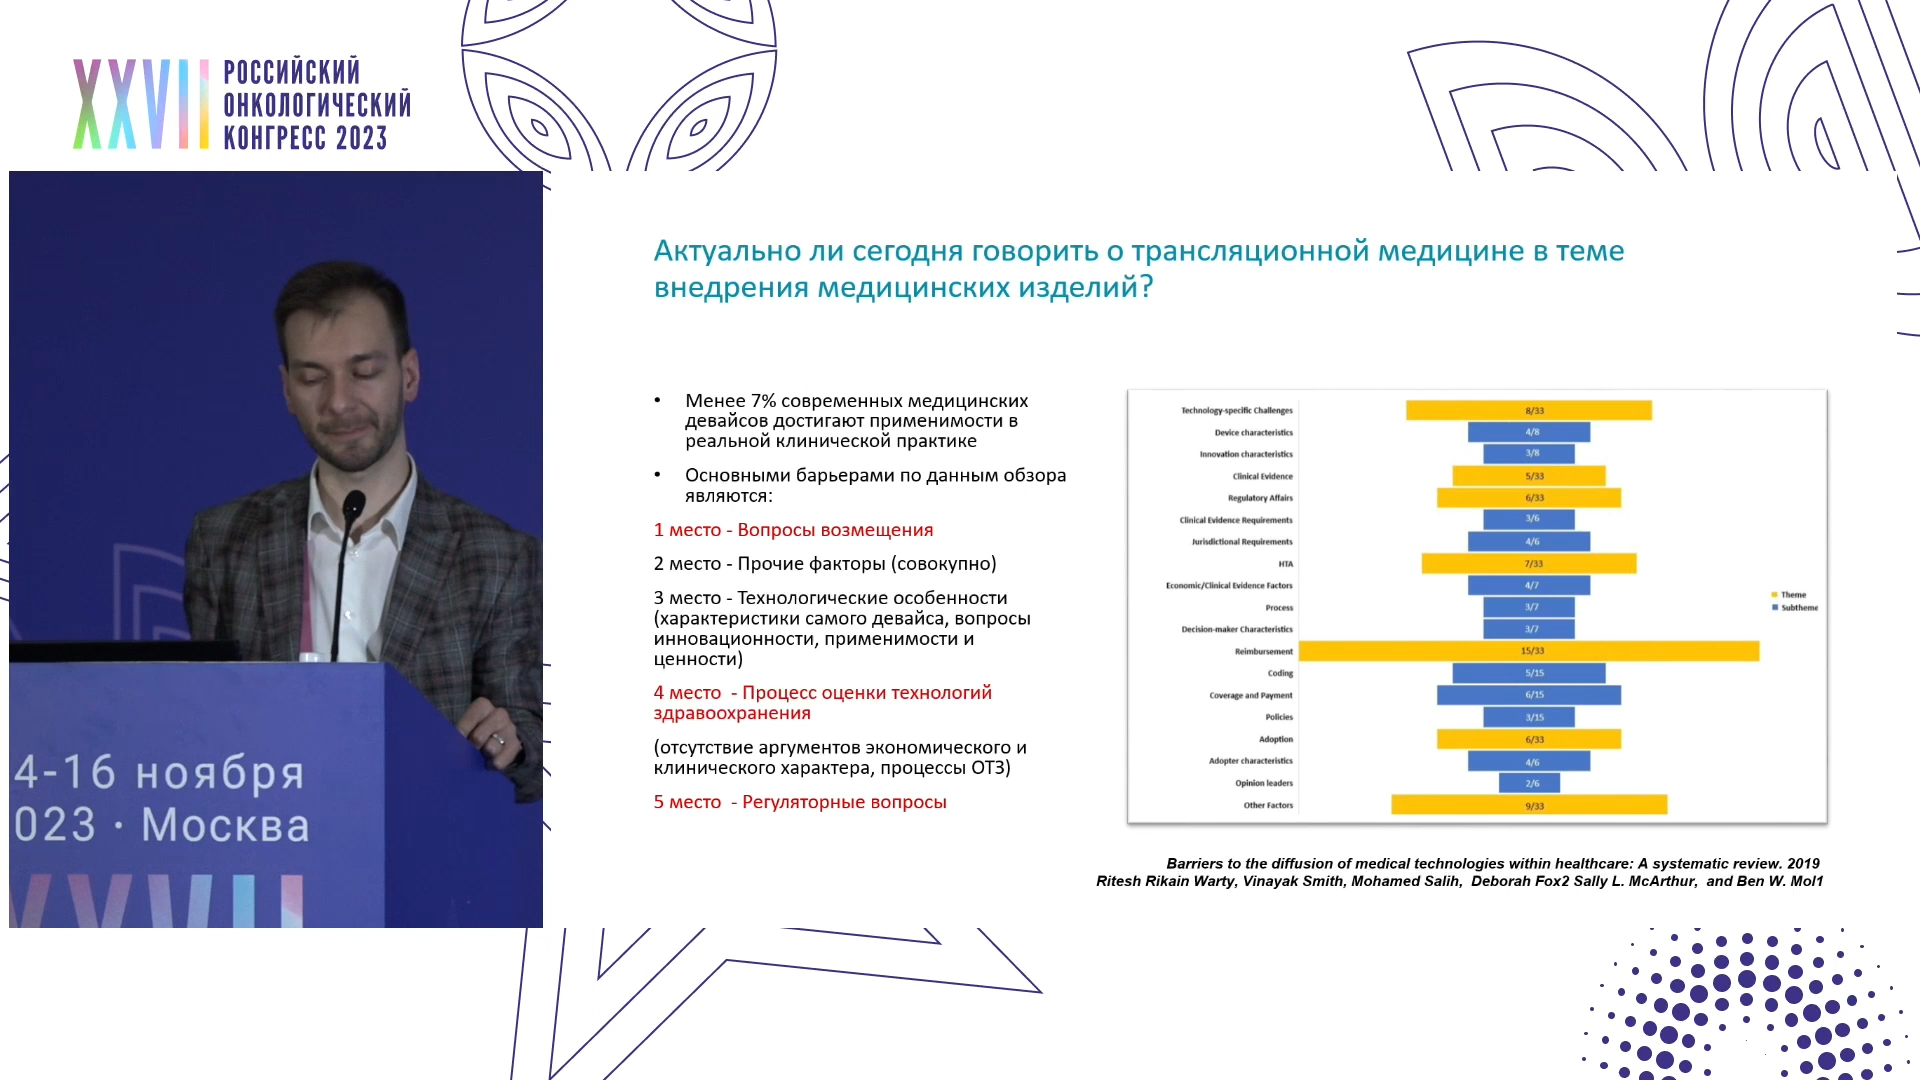 XXVII
РОССИЙСКИЙ
ОНКОЛОГИЧЕСКИЙ
КОНГРЕСС 2023
4-16 ноября
023 · Москва
XXVII
Актуально ли сегодня говорить о трансляционной медицине в теме
внедрения медицинских изделий?
• Менее 7% современных медицинских
девайсов достигают применимости в
реальной клинической практике
• Основными барьерами по данным обзора
являются:
1 место - Вопросы возмещения
2 место - Прочие факторы (совокупно)
3 место - Технологические особенности
(характеристики самого девайса, вопросы
инновационности, применимости и
ценности)
4 место  - Процесс оценки технологий
здравоохранения
(отсутствие аргументов экономического и
клинического характера, процессы ОТЗ)
5 место  - Регуляторные вопросы
Technology-specific Challenges 8/33
Device characteristics 4/8
Innovation characteristics 3/8
Clinical Evidence 5/33
Regulatory Affairs 6/33
Clinical Evidence Requirements 3/6
Jurisdictional Requirements 4/6
HTA 7/33
Economic/Clinical Evidence Factors 4/7
Process 3/7
Decision-maker Characteristics 3/7
Reimbursement 15/33
Coding 5/15
Coverage and Payment 6/15
Policies 3/15
Adoption 6/33
Adopter characteristics 4/6
Opinion leaders 2/6
Other Factors 9/33
Theme
Subtheme
Barriers to the diffusion of medical technologies within healthcare: A systematic review. 2019
Ritesh Rikain Warty, Vinayak Smith, Mohamed Salih,  Deborah Fox2 Sally L. McArthur,  and Ben W. Mol1